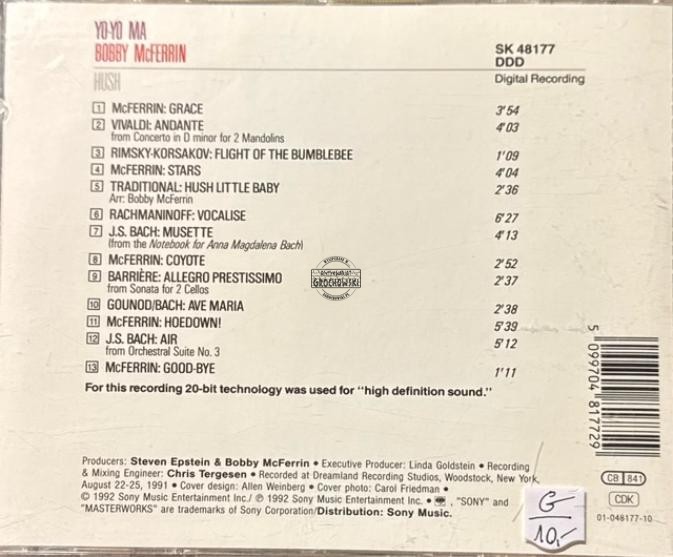 YO-YO MA
BOBBY McFERRIN
HUSH
SK 48177
DDD
Digital Recording
1 McFERRIN: GRACE 3'54
2 VIVALDI: ANDANTE 4'03
from Concerto in D minor for 2 Mandolins
3 RIMSKY-KORSAKOV: FLIGHT OF THE BUMBLEBEE 1'09
4 McFERRIN: STARS 4'04
5 TRADITIONAL: HUSH LITTLE BABY 2'36
Arr: Bobby McFerrin
6 RACHMANINOFF: VOCALISE 6'27
7 J.S. BACH: MUSETTE 4'13
(from the Notebook for Anna Magdalena Bach)
8 McFERRIN: COYOTE 2'52
9 BARRIÈRE: ALLEGRO PRESTISSIMO 2'37
from Sonata for 2 Cellos
10 GOUNOD/BACH: AVE MARIA 2'38
11 McFERRIN: HOEDOWN! 5'39
12 J.S. BACH: AIR 5'12
from Orchestral Suite No. 3
13 McFERRIN: GOOD-BYE 1'11
For this recording 20-bit technology was used for "high definition sound."
GROCHOWSKI
Producers: Steven Epstein & Bobby McFerrin • Executive Producer: Linda Goldstein • Recording
& Mixing Engineer: Chris Tergesen • Recorded at Dreamland Recording Studios, Woodstock, New York,
August 22-25, 1991 • Cover design: Allen Weinberg • Cover photo: Carol Friedman •
© 1992 Sony Music Entertainment Inc./ ℗ 1992 Sony Music Entertainment Inc. • , "SONY" and
"MASTERWORKS" are trademarks of Sony Corporation/Distribution: Sony Music.
5 099704 817729
CB 841
CDK
01-048177-10
G
10,-